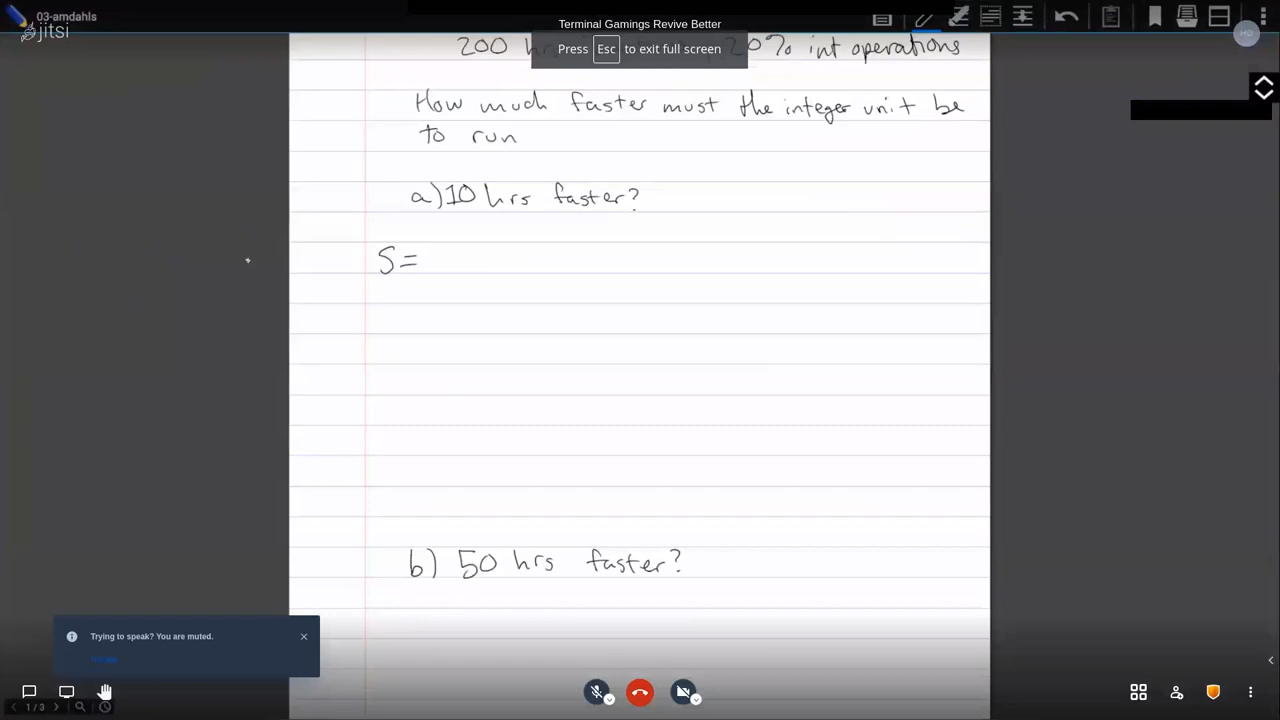 03-amdahls
jitsi
Terminal Gamings Revive Better
Press Esc to exit full screen
HD
200 20% int operations
How much faster must the integer unit be
to run
a) 10 hrs faster?
S=
b) 50 hrs faster?
Trying to speak? You are muted.
1 / 3